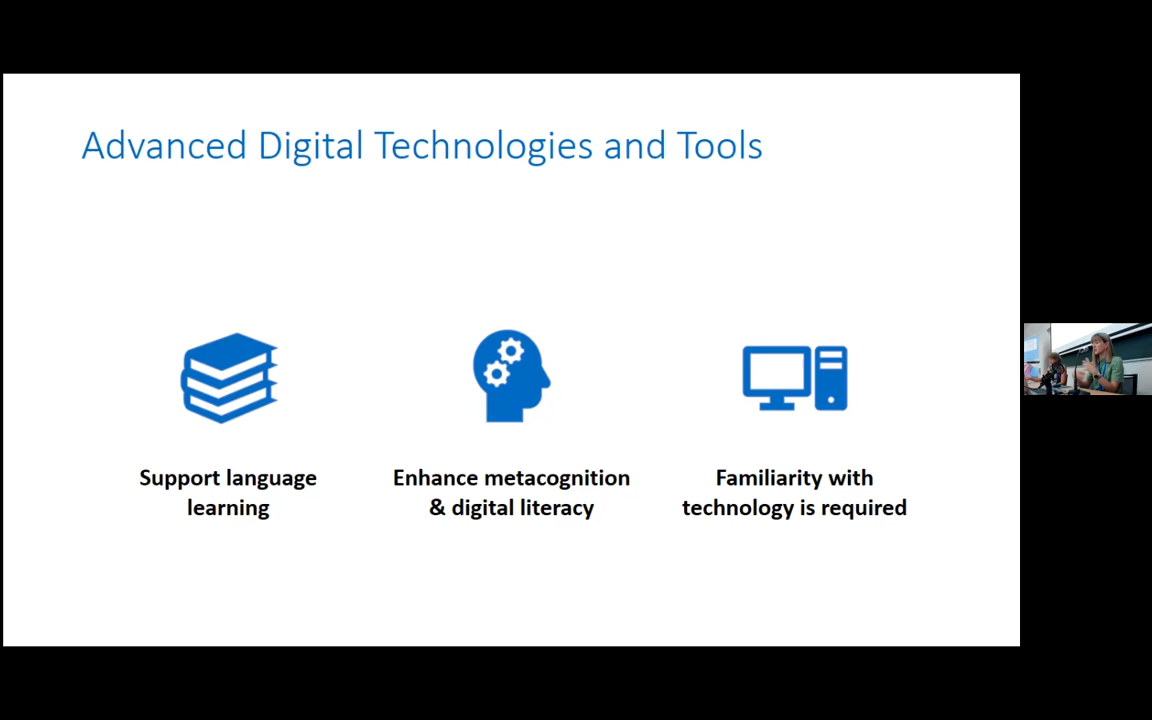 Advanced Digital Technologies and Tools
Support language
learning
Enhance metacognition
& digital literacy
Familiarity with
technology is required